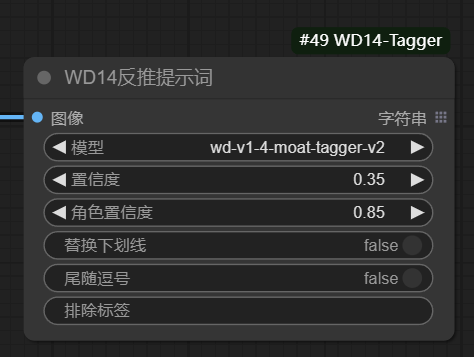 #49 WD14-Tagger
WD14反推提示词
图像 字符串
模型 wd-v1-4-moat-tagger-v2
置信度 0.35
角色置信度 0.85
替换下划线 false
尾随逗号 false
排除标签